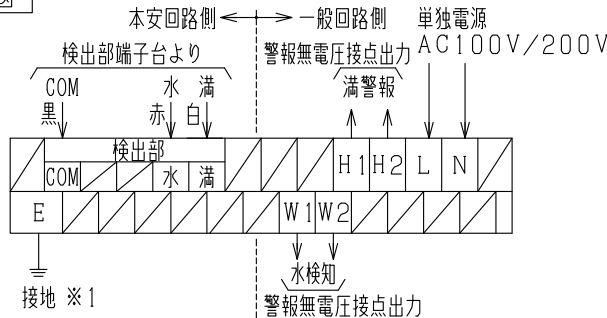 図
本安回路側 一般回路側 単独電源
検出部端子台より 警報無電圧接点出力 AC100V/200V
COM 水 満 満警報
黒 赤 白
検出部 H1 H2 L N
COM 水 満
E W1 W2
接地 ※1 水検知
警報無電圧接点出力